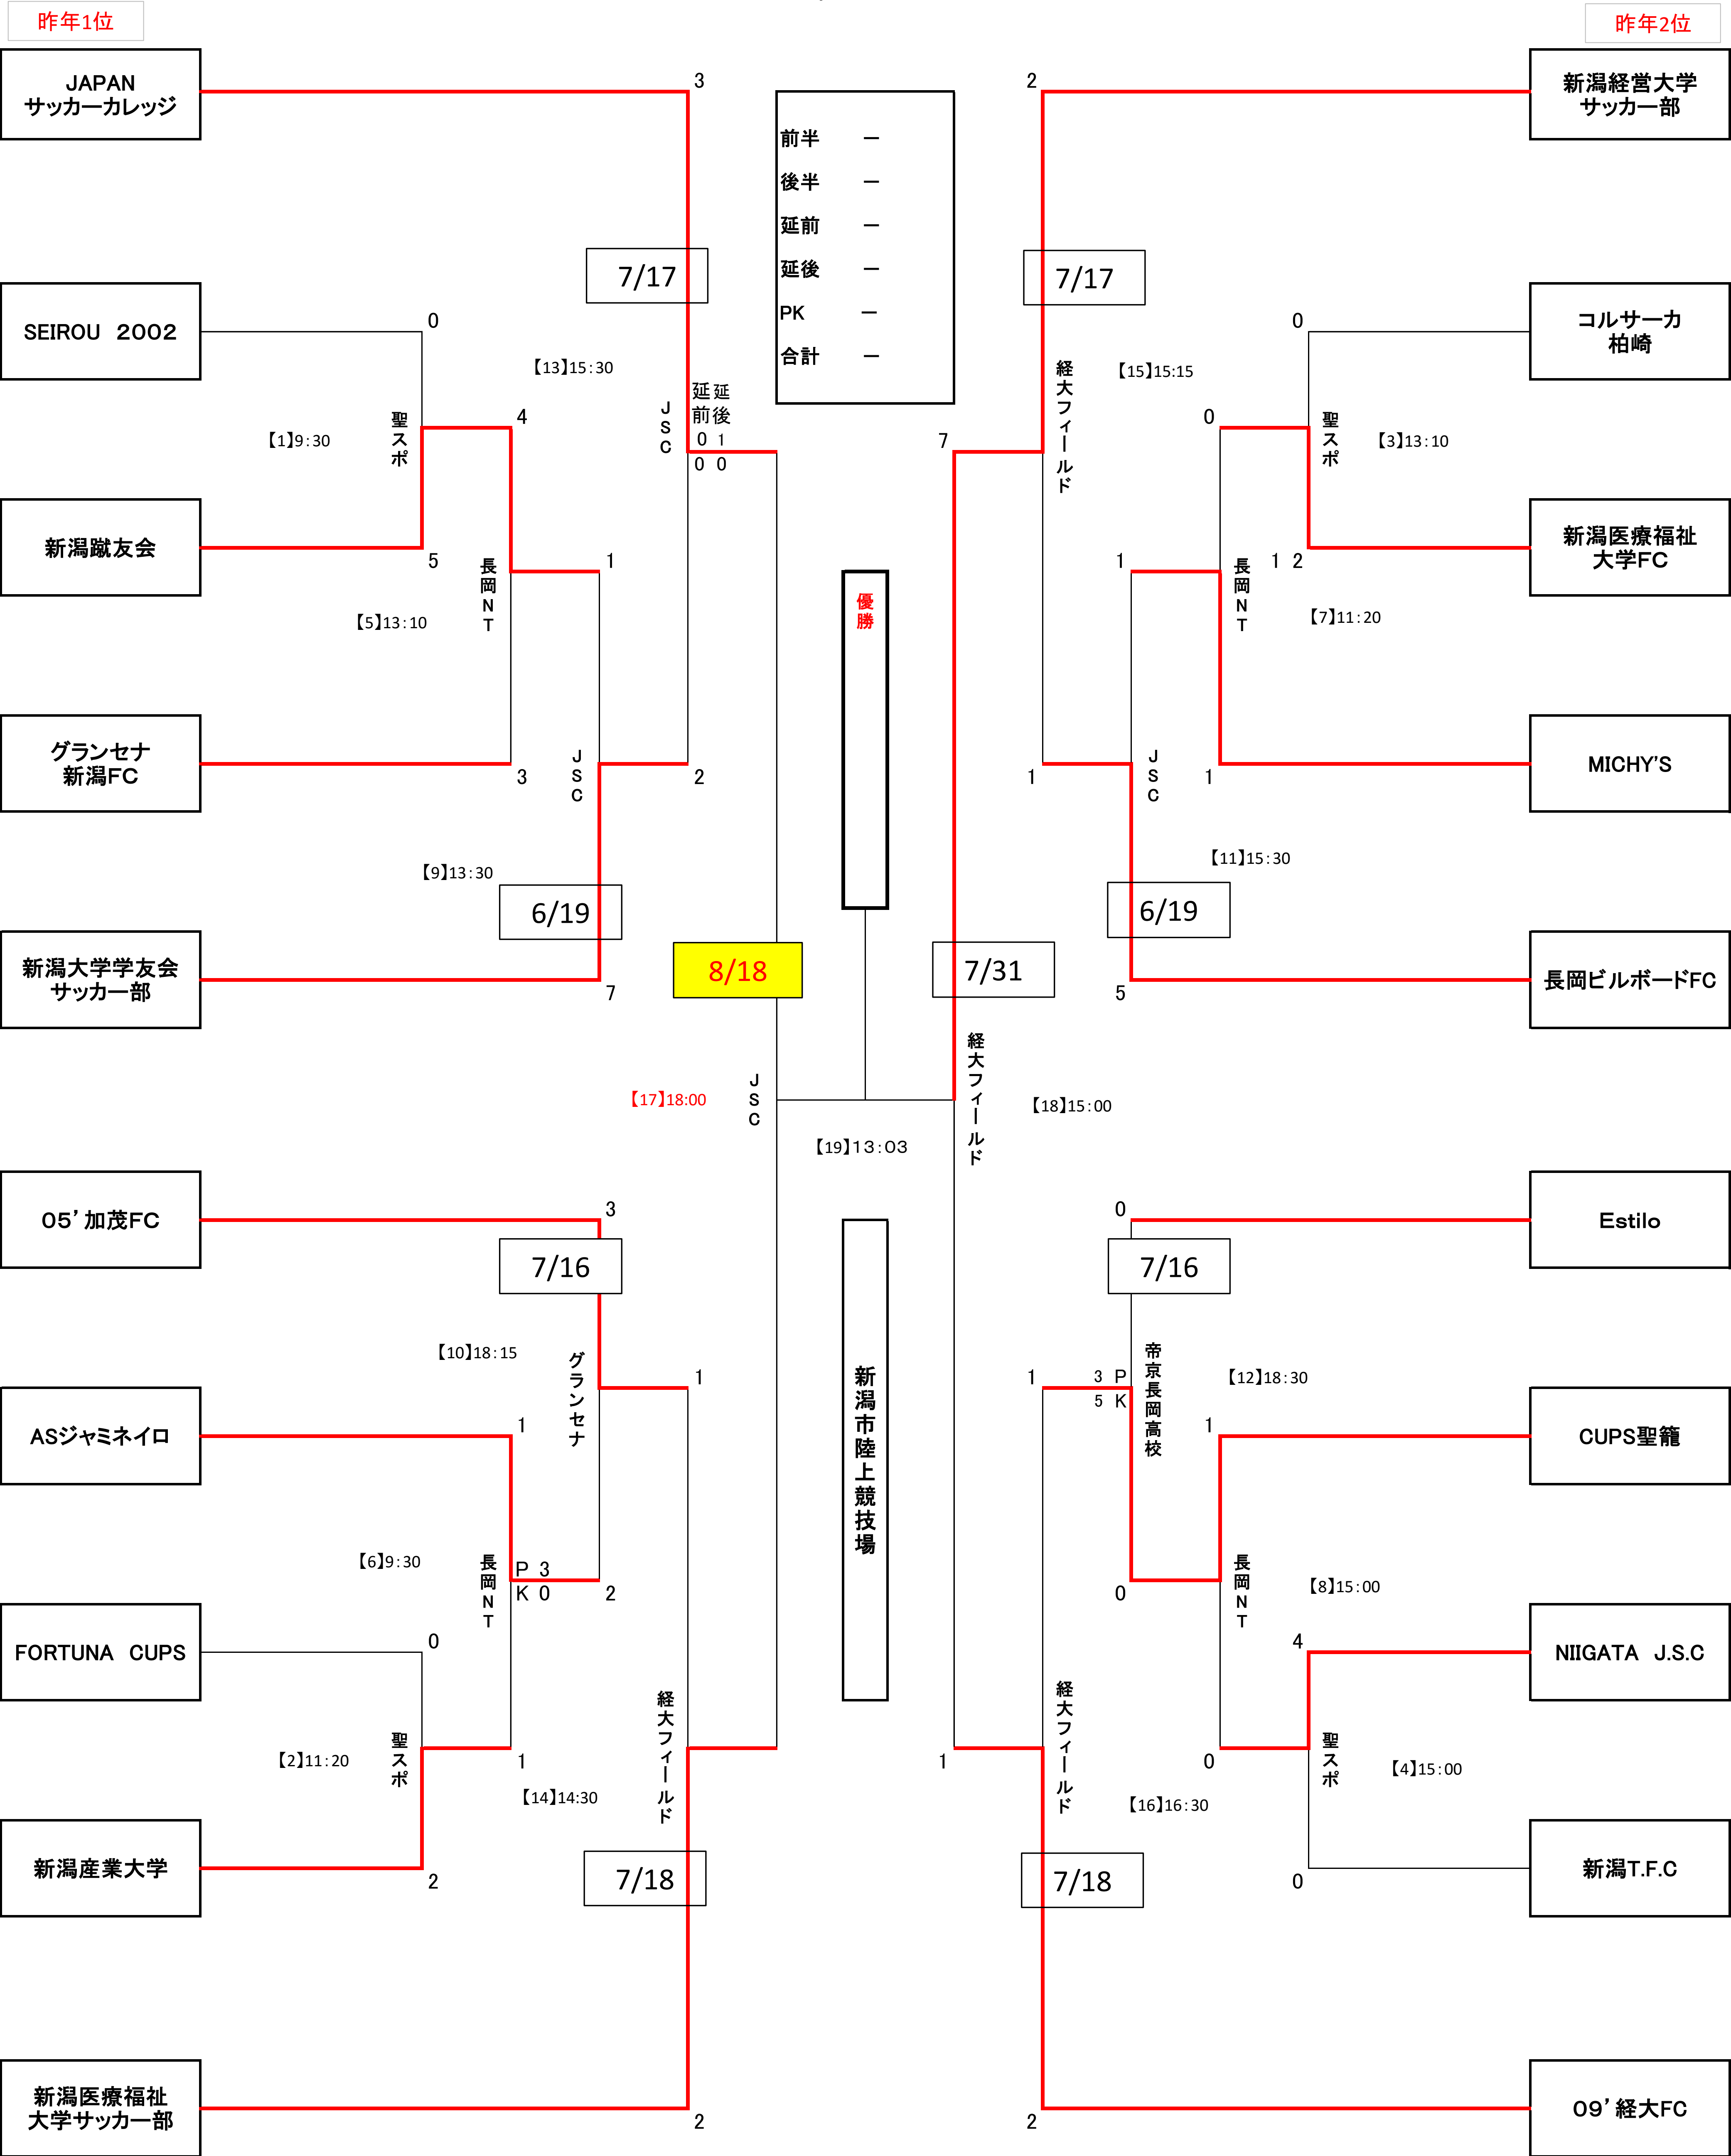 昨年1位
昨年2位
JAPAN
サッカーカレッジ
3
2
新潟経営大学
サッカー部
前半 ー
後半 ー
延前 ー
延後 ー
PK ー
合計 ー
7/17
7/17
SEIROU 2002
0
0
コルサーカ
柏崎
【13】15:30
【15】15:15
経大フィールド
JSC
延前
延後
0 1
0 0
4
0
7
【1】9:30
聖スポ
聖スポ
【3】13:10
新潟蹴友会
5
1
1
1 2
新潟医療福祉
大学FC
長岡NT
長岡NT
【5】13:10
【7】11:20
優勝
グランセナ
新潟FC
3
JSC
2
1
JSC
1
MICHY'S
【9】13:30
【11】15:30
6/19
6/19
新潟大学学友会
サッカー部
7
8/18
7/31
5
長岡ビルボードFC
経大フィールド
JSC
【17】18:00
【18】15:00
【19】13:03
05'加茂FC
3
0
Estilo
7/16
7/16
【10】18:15
グランセナ
1
新潟市陸上競技場
1
3 P
5 K
帝京長岡高校
【12】18:30
ASジャミネイロ
1
1
CUPS聖籠
【6】9:30
長岡NT
P 3
K 0
2
0
長岡NT
【8】15:00
FORTUNA CUPS
0
4
NIIGATA J.S.C
経大フィールド
経大フィールド
【2】11:20
聖スポ
1
1
0
聖スポ
【4】15:00
【14】14:30
【16】16:30
新潟産業大学
2
7/18
7/18
0
新潟T.F.C
新潟医療福祉
大学サッカー部
2
2
09'経大FC